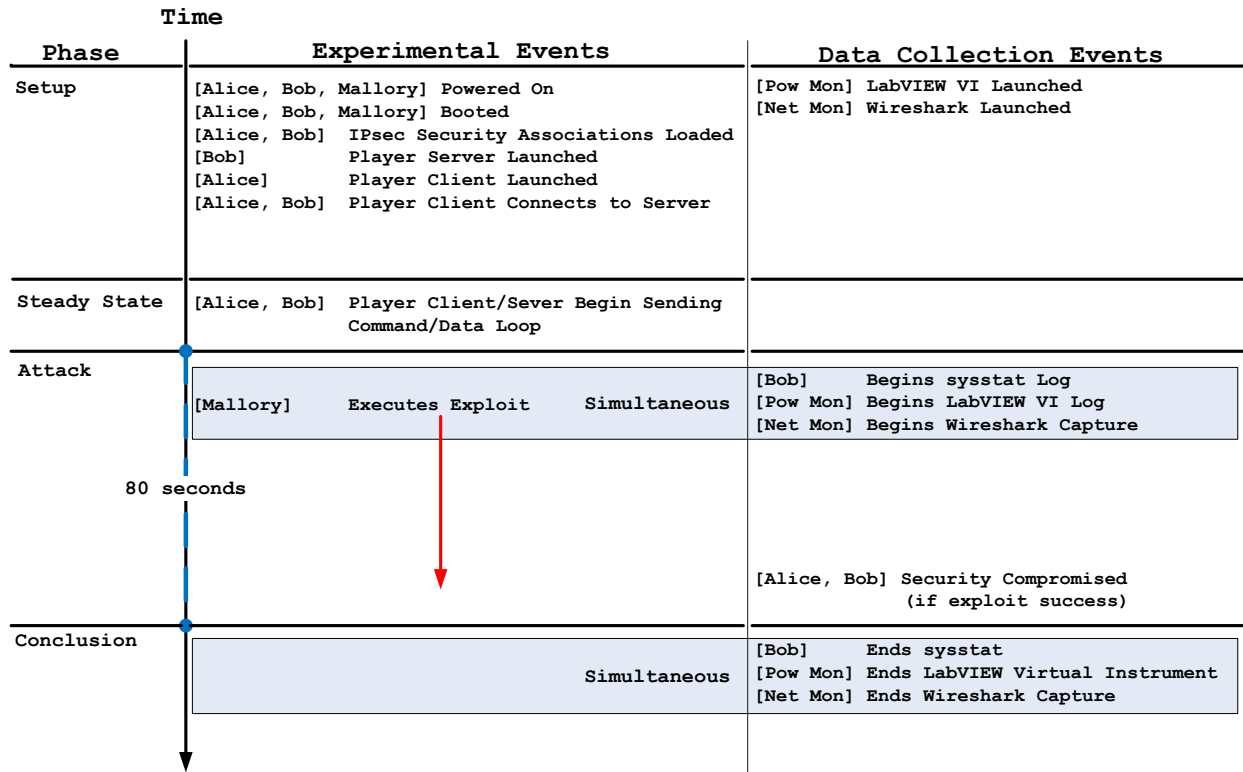 Time
Phase
Experimental Events
Data Collection Events
Setup
[Alice, Bob, Mallory] Powered On
[Alice, Bob, Mallory] Booted
[Alice, Bob] IPsec Security Associations Loaded
[Bob] Player Server Launched
[Alice] Player Client Launched
[Alice, Bob] Player Client Connects to Server
[Pow Mon] LabVIEW VI Launched
[Net Mon] Wireshark Launched
Steady State
[Alice, Bob] Player Client/Sever Begin Sending
Command/Data Loop
Attack
[Mallory] Executes Exploit Simultaneous
[Bob] Begins sysstat Log
[Pow Mon] Begins LabVIEW VI Log
[Net Mon] Begins Wireshark Capture
80 seconds
[Alice, Bob] Security Compromised
(if exploit success)
Conclusion
Simultaneous
[Bob] Ends sysstat
[Pow Mon] Ends LabVIEW Virtual Instrument
[Net Mon] Ends Wireshark Capture